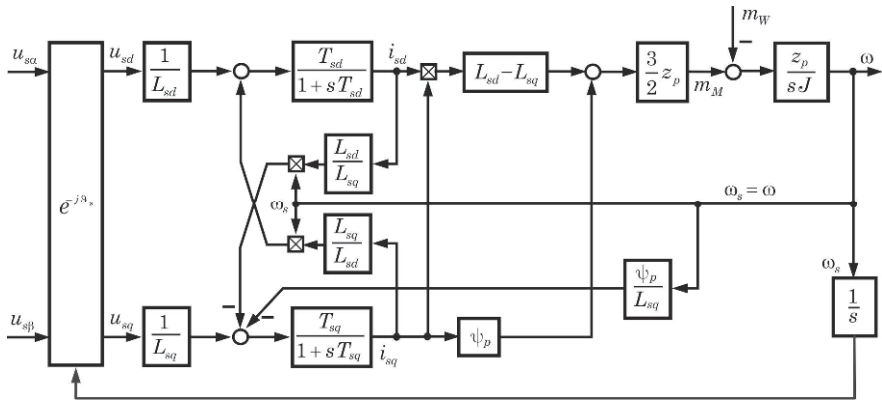 u_sα
u_sd
1
L_sd
T_sd
1 + sT_sd
i_sd
L_sd – L_sq
3
2
z_p
m_M
m_W
–
z_p
sJ
ω
L_sd
L_sq
e^-jϑ_s
ω_s
ω_s = ω
L_sq
L_sd
ω_s
ψ_p
L_sq
1
s
–
–
u_sβ
u_sq
1
L_sq
T_sq
1 + sT_sq
i_sq
ψ_p